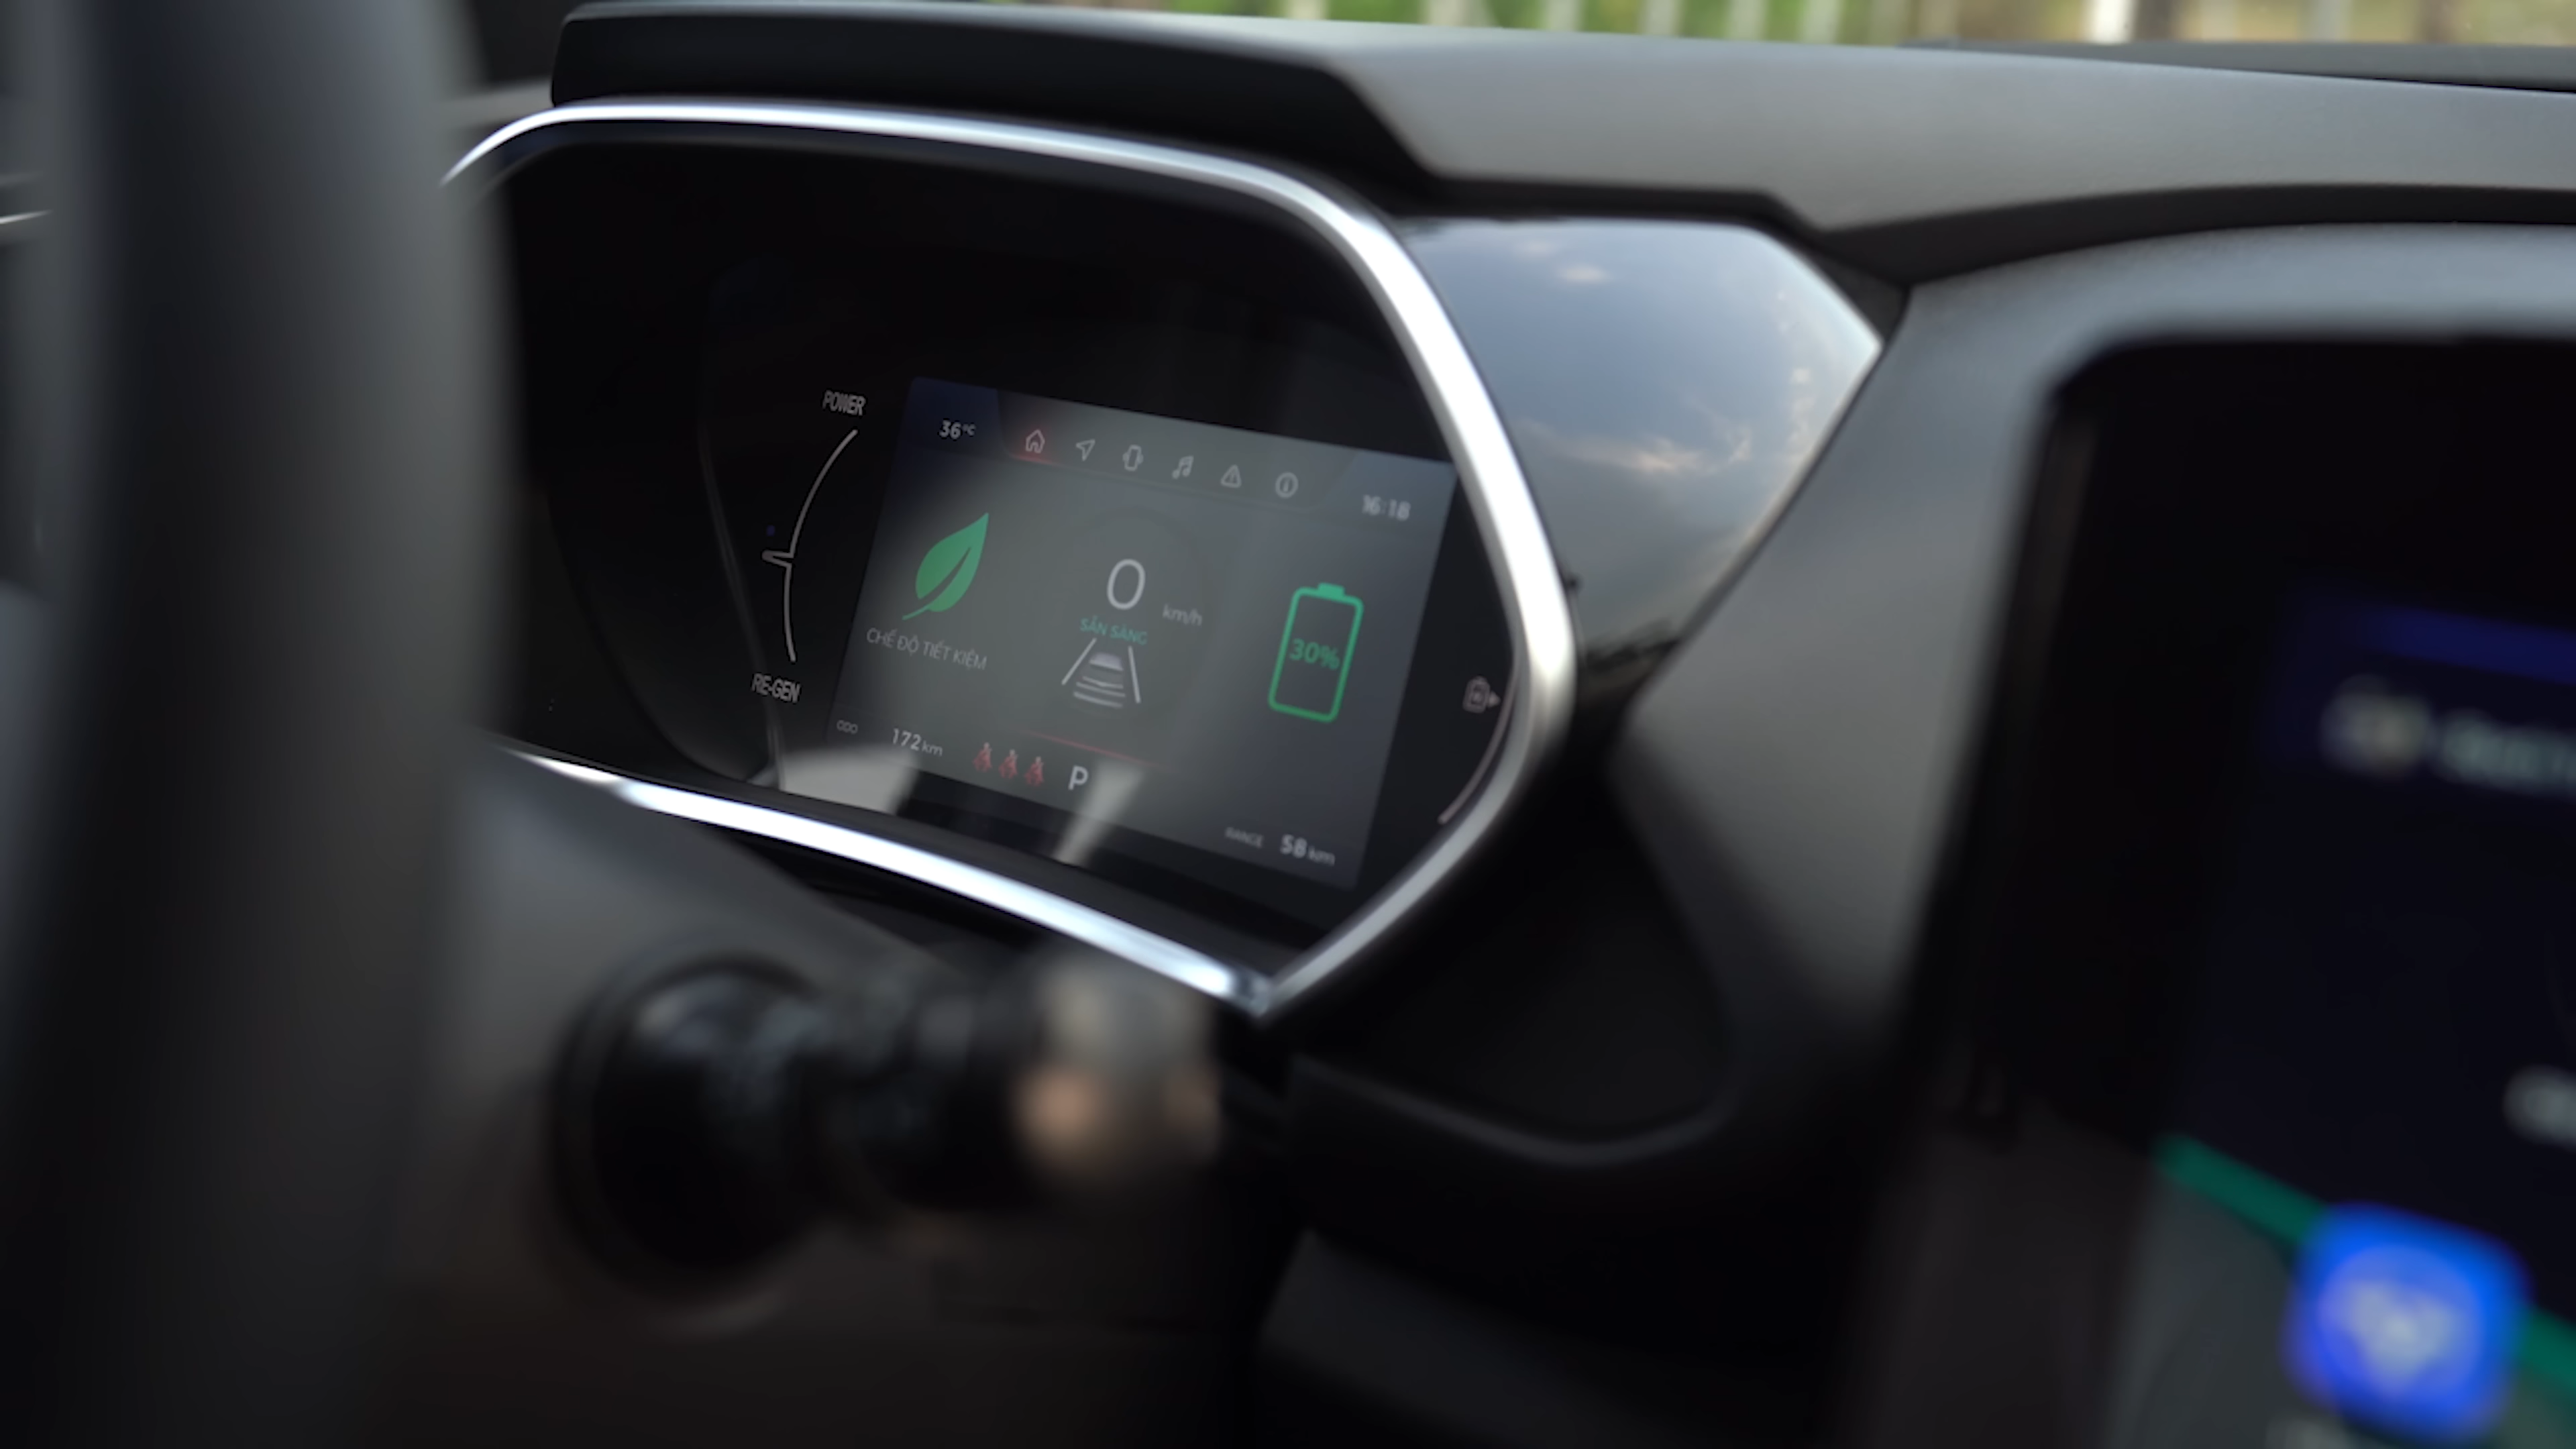 POWER
36°C
16:18
0 km/h
SẴN SÀNG
CHẾ ĐỘ TIẾT KIỆM
30%
RE-GEN
ODO 172 km
P
RANGE 58 km